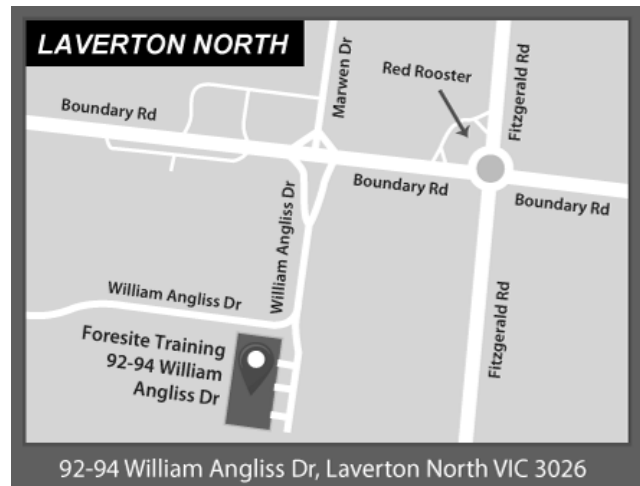 LAVERTON NORTH
Marwen Dr
Red Rooster
Fitzgerald Rd
Boundary Rd
Boundary Rd
Boundary Rd
William Angliss Dr
William Angliss Dr
Fitzgerald Rd
Foresite Training
92-94 William
Angliss Dr
92-94 William Angliss Dr, Laverton North VIC 3026